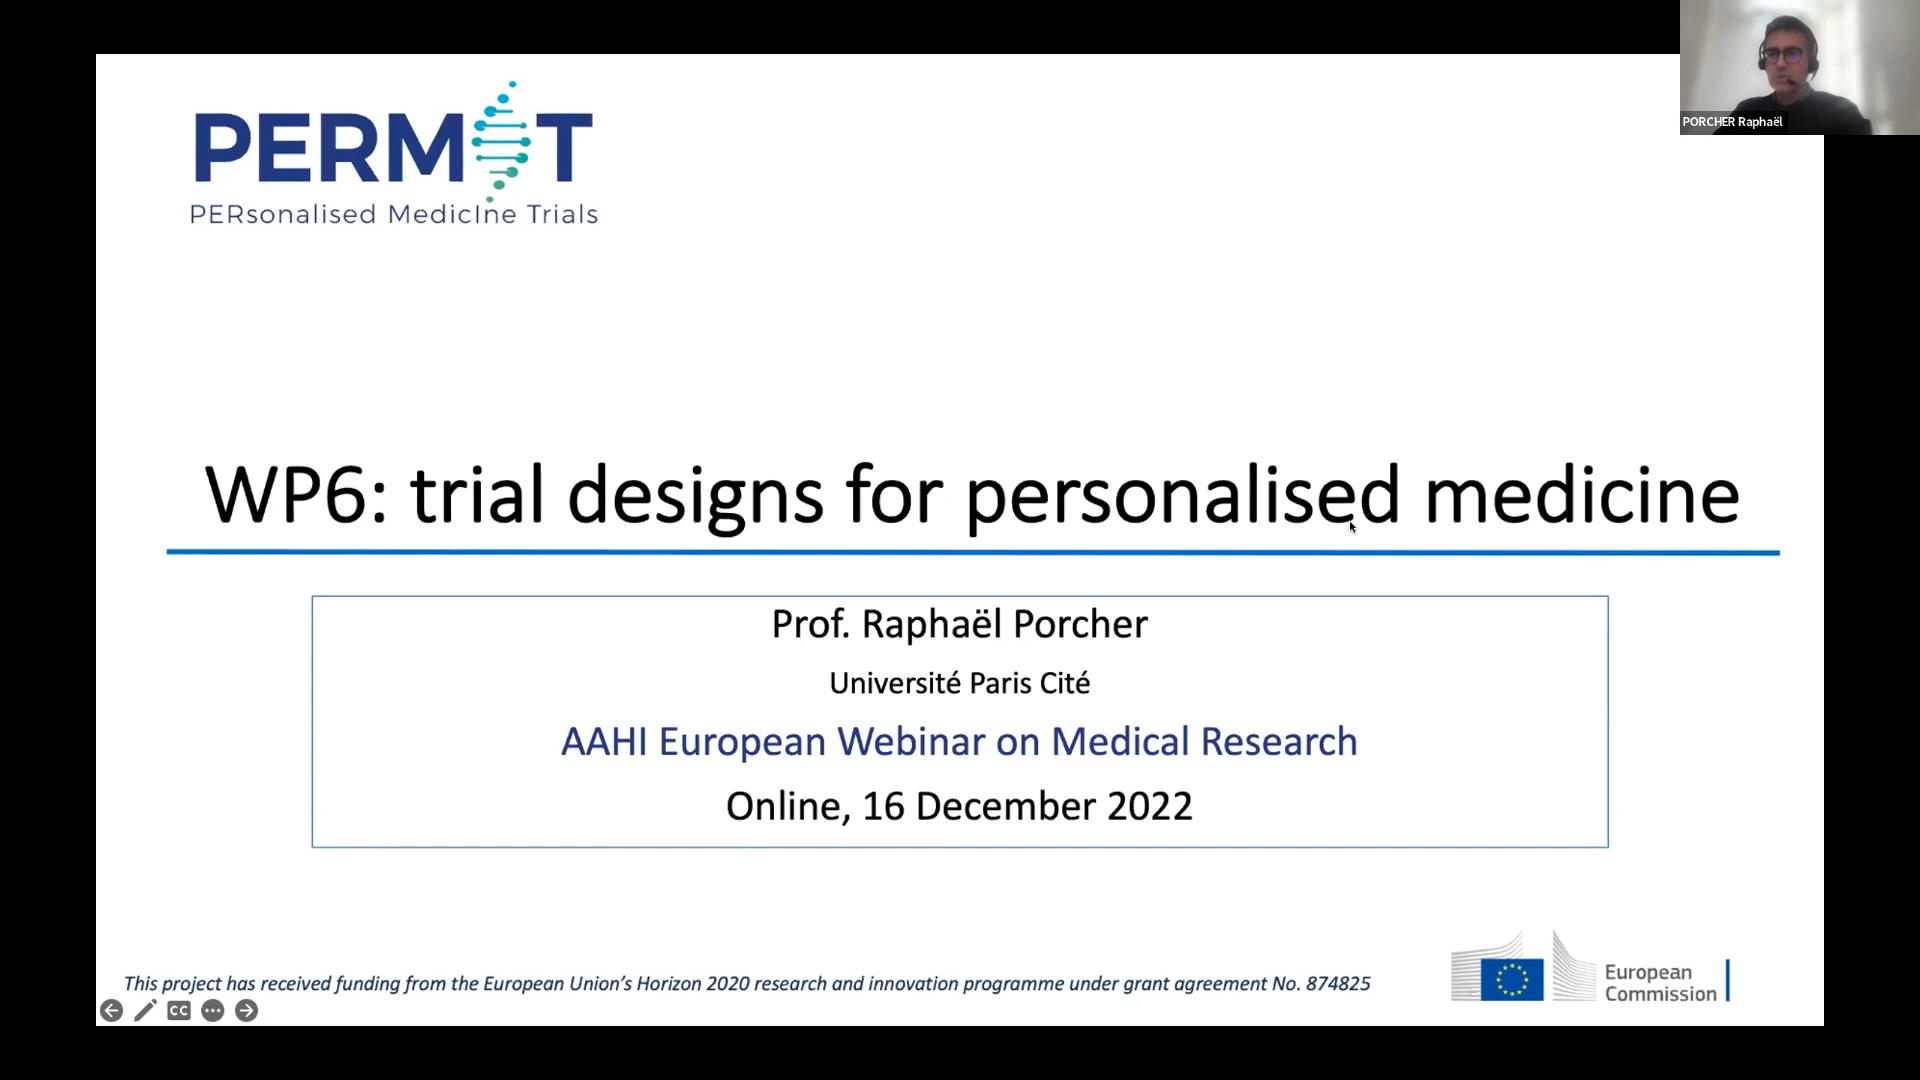 PORCHER Raphaël
PERMIT
PERsonalised MedicIne Trials
WP6: trial designs for personalised medicine
Prof. Raphaël Porcher
Université Paris Cité
AAHI European Webinar on Medical Research
Online, 16 December 2022
This project has received funding from the European Union’s Horizon 2020 research and innovation programme under grant agreement No. 874825
European
Commission
CC